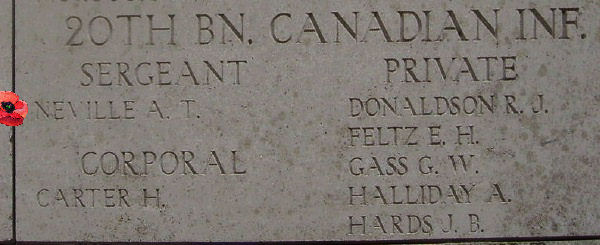 20TH BN. CANADIAN INF.
SERGEANT
NEVILLE A. T.
CORPORAL
CARTER H.
PRIVATE
DONALDSON R. J.
FELTZ E. H.
GASS G. W.
HALLIDAY A.
HARDS J. B.